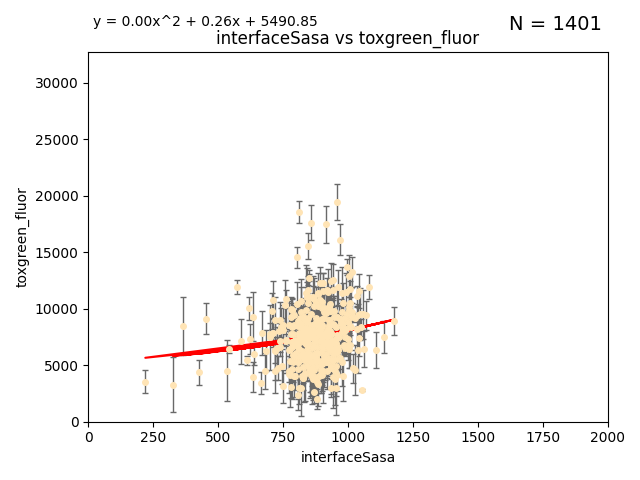 y = 0.00x^2 + 0.26x + 5490.85
N = 1401
interfaceSasa vs toxgreen_fluor
30000
25000
20000
15000
10000
5000
0
toxgreen_fluor
0 250 500 750 1000 1250 1500 1750 2000
interfaceSasa